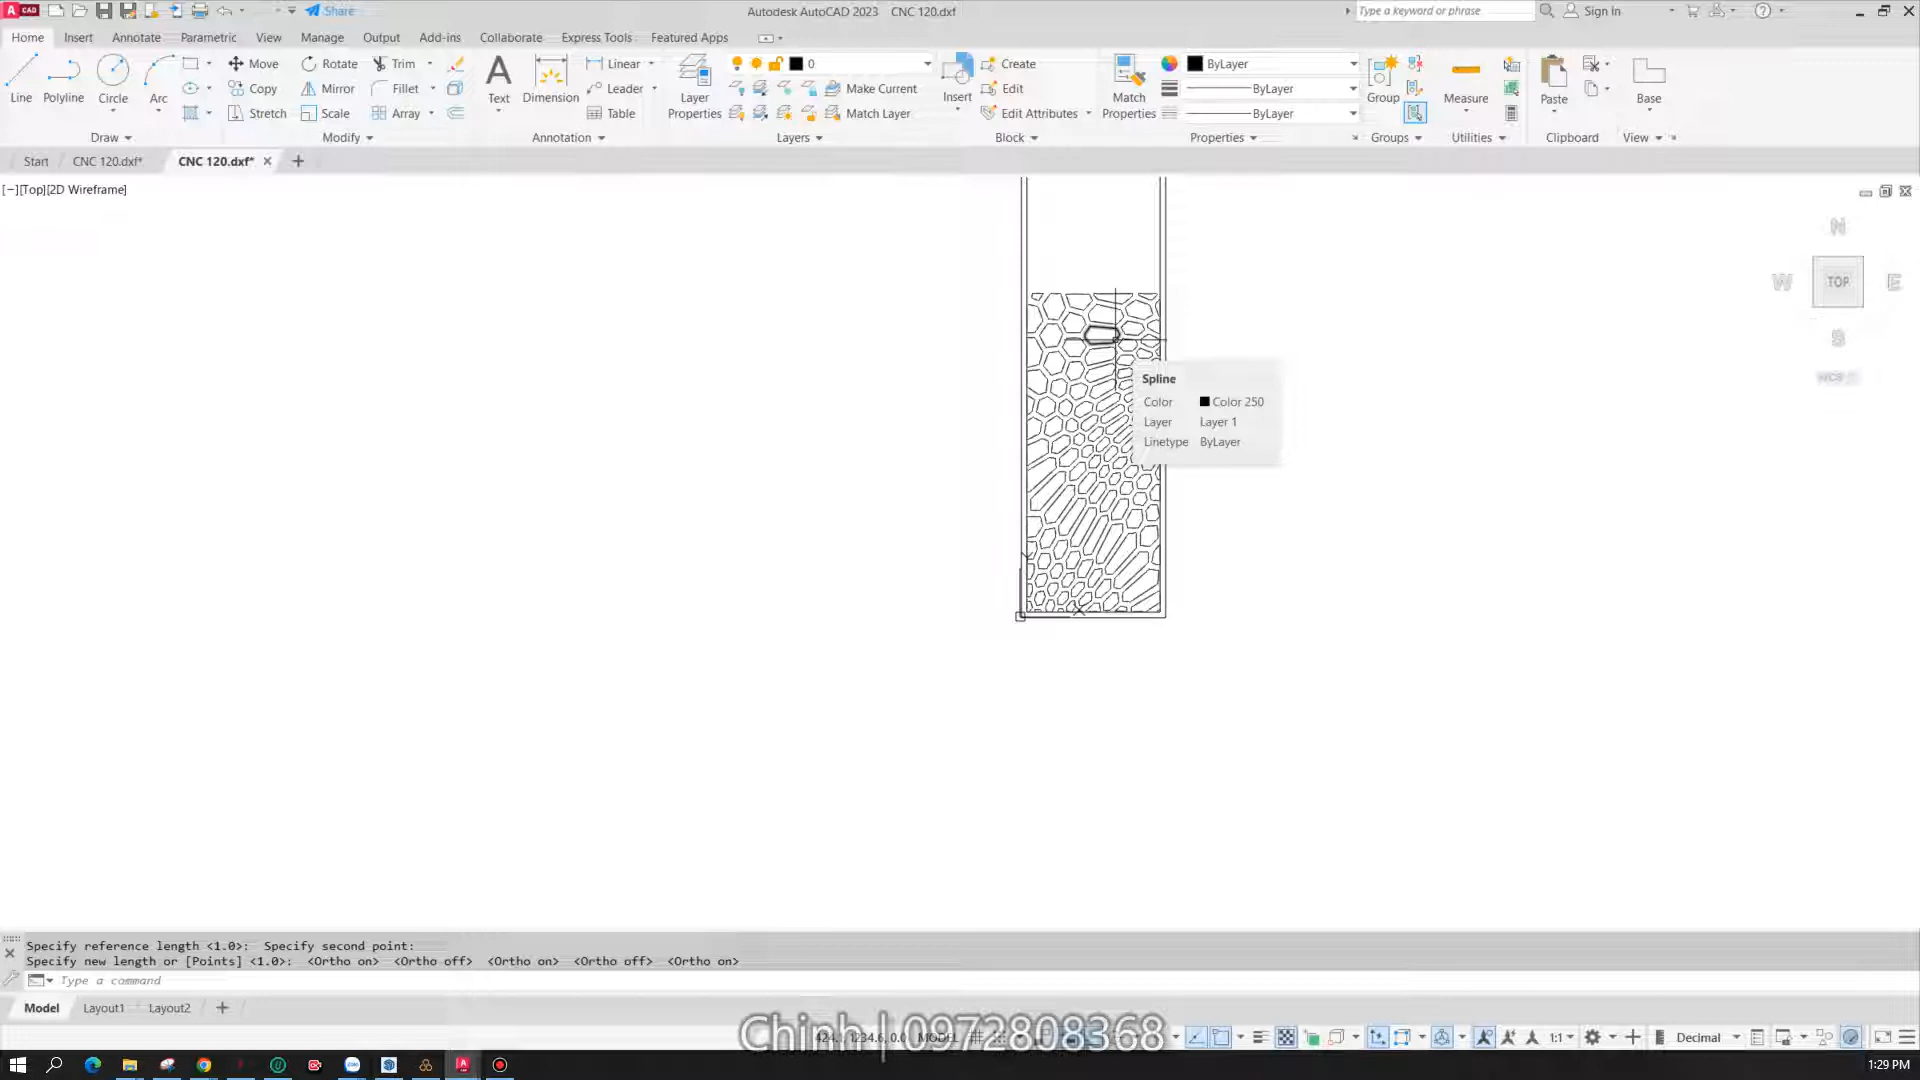 A CAD Share Autodesk AutoCAD 2023 CNC 120.dxf Type a keyword or phrase Sign In
Home Insert Annotate Parametric View Manage Output Add-ins Collaborate Express Tools Featured Apps
Line Polyline Circle Arc
Move Rotate Trim
Copy Mirror Fillet
Stretch Scale Array
Text Dimension
Linear
Leader
Table
Layer Properties
0
Make Current
Match Layer
Insert
Create
Edit
Edit Attributes
Match Properties
ByLayer
ByLayer
ByLayer
Group
Measure
Paste
Base
Draw Modify Annotation Layers Block Properties Groups Utilities Clipboard View
Start CNC 120.dxf* CNC 120.dxf*
[−][Top][2D Wireframe]
N
W TOP E
S
WCS
Spline
Color Color 250
Layer Layer 1
Linetype ByLayer
Specify reference length <1.0>: Specify second point:
Specify new length or [Points] <1.0>: <Ortho on> <Ortho off> <Ortho on> <Ortho off> <Ortho on>
Type a command
Model Layout1 Layout2
Chinh | 0972808368
MODEL 1:1 Decimal
1:29 PM